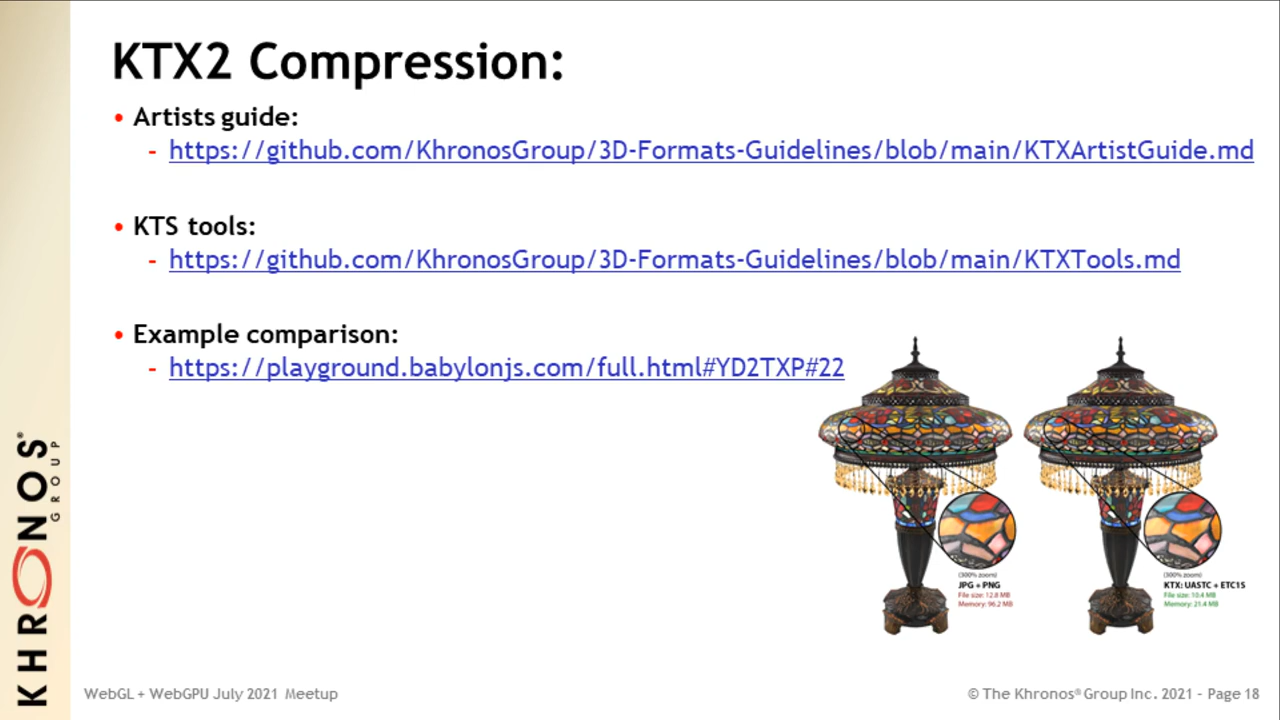 KTX2 Compression:
• Artists guide:
- https://github.com/KhronosGroup/3D-Formats-Guidelines/blob/main/KTXArtistGuide.md
• KTS tools:
- https://github.com/KhronosGroup/3D-Formats-Guidelines/blob/main/KTXTools.md
• Example comparison:
- https://playground.babylonjs.com/full.html#YD2TXP#22
(300% zoom)
JPG + PNG
File size: 12.8 MB
Memory: 96.2 MB
(300% zoom)
KTX: UASTC + ETC1S
File size: 10.4 MB
Memory: 21.4 MB
KHRONOS®
GROUP
WebGL + WebGPU July 2021 Meetup
© The Khronos® Group Inc. 2021 - Page 18